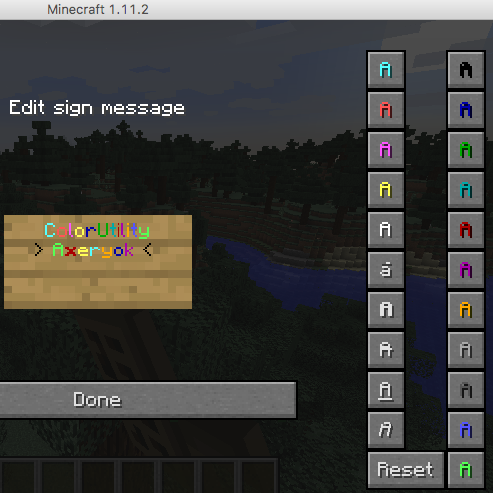 Minecraft 1.11.2
Edit sign message
ColorUtility
> Axeryok <
Done
A A
A A
A A
A A
A A
á A
A A
A A
A A
A A
Reset A